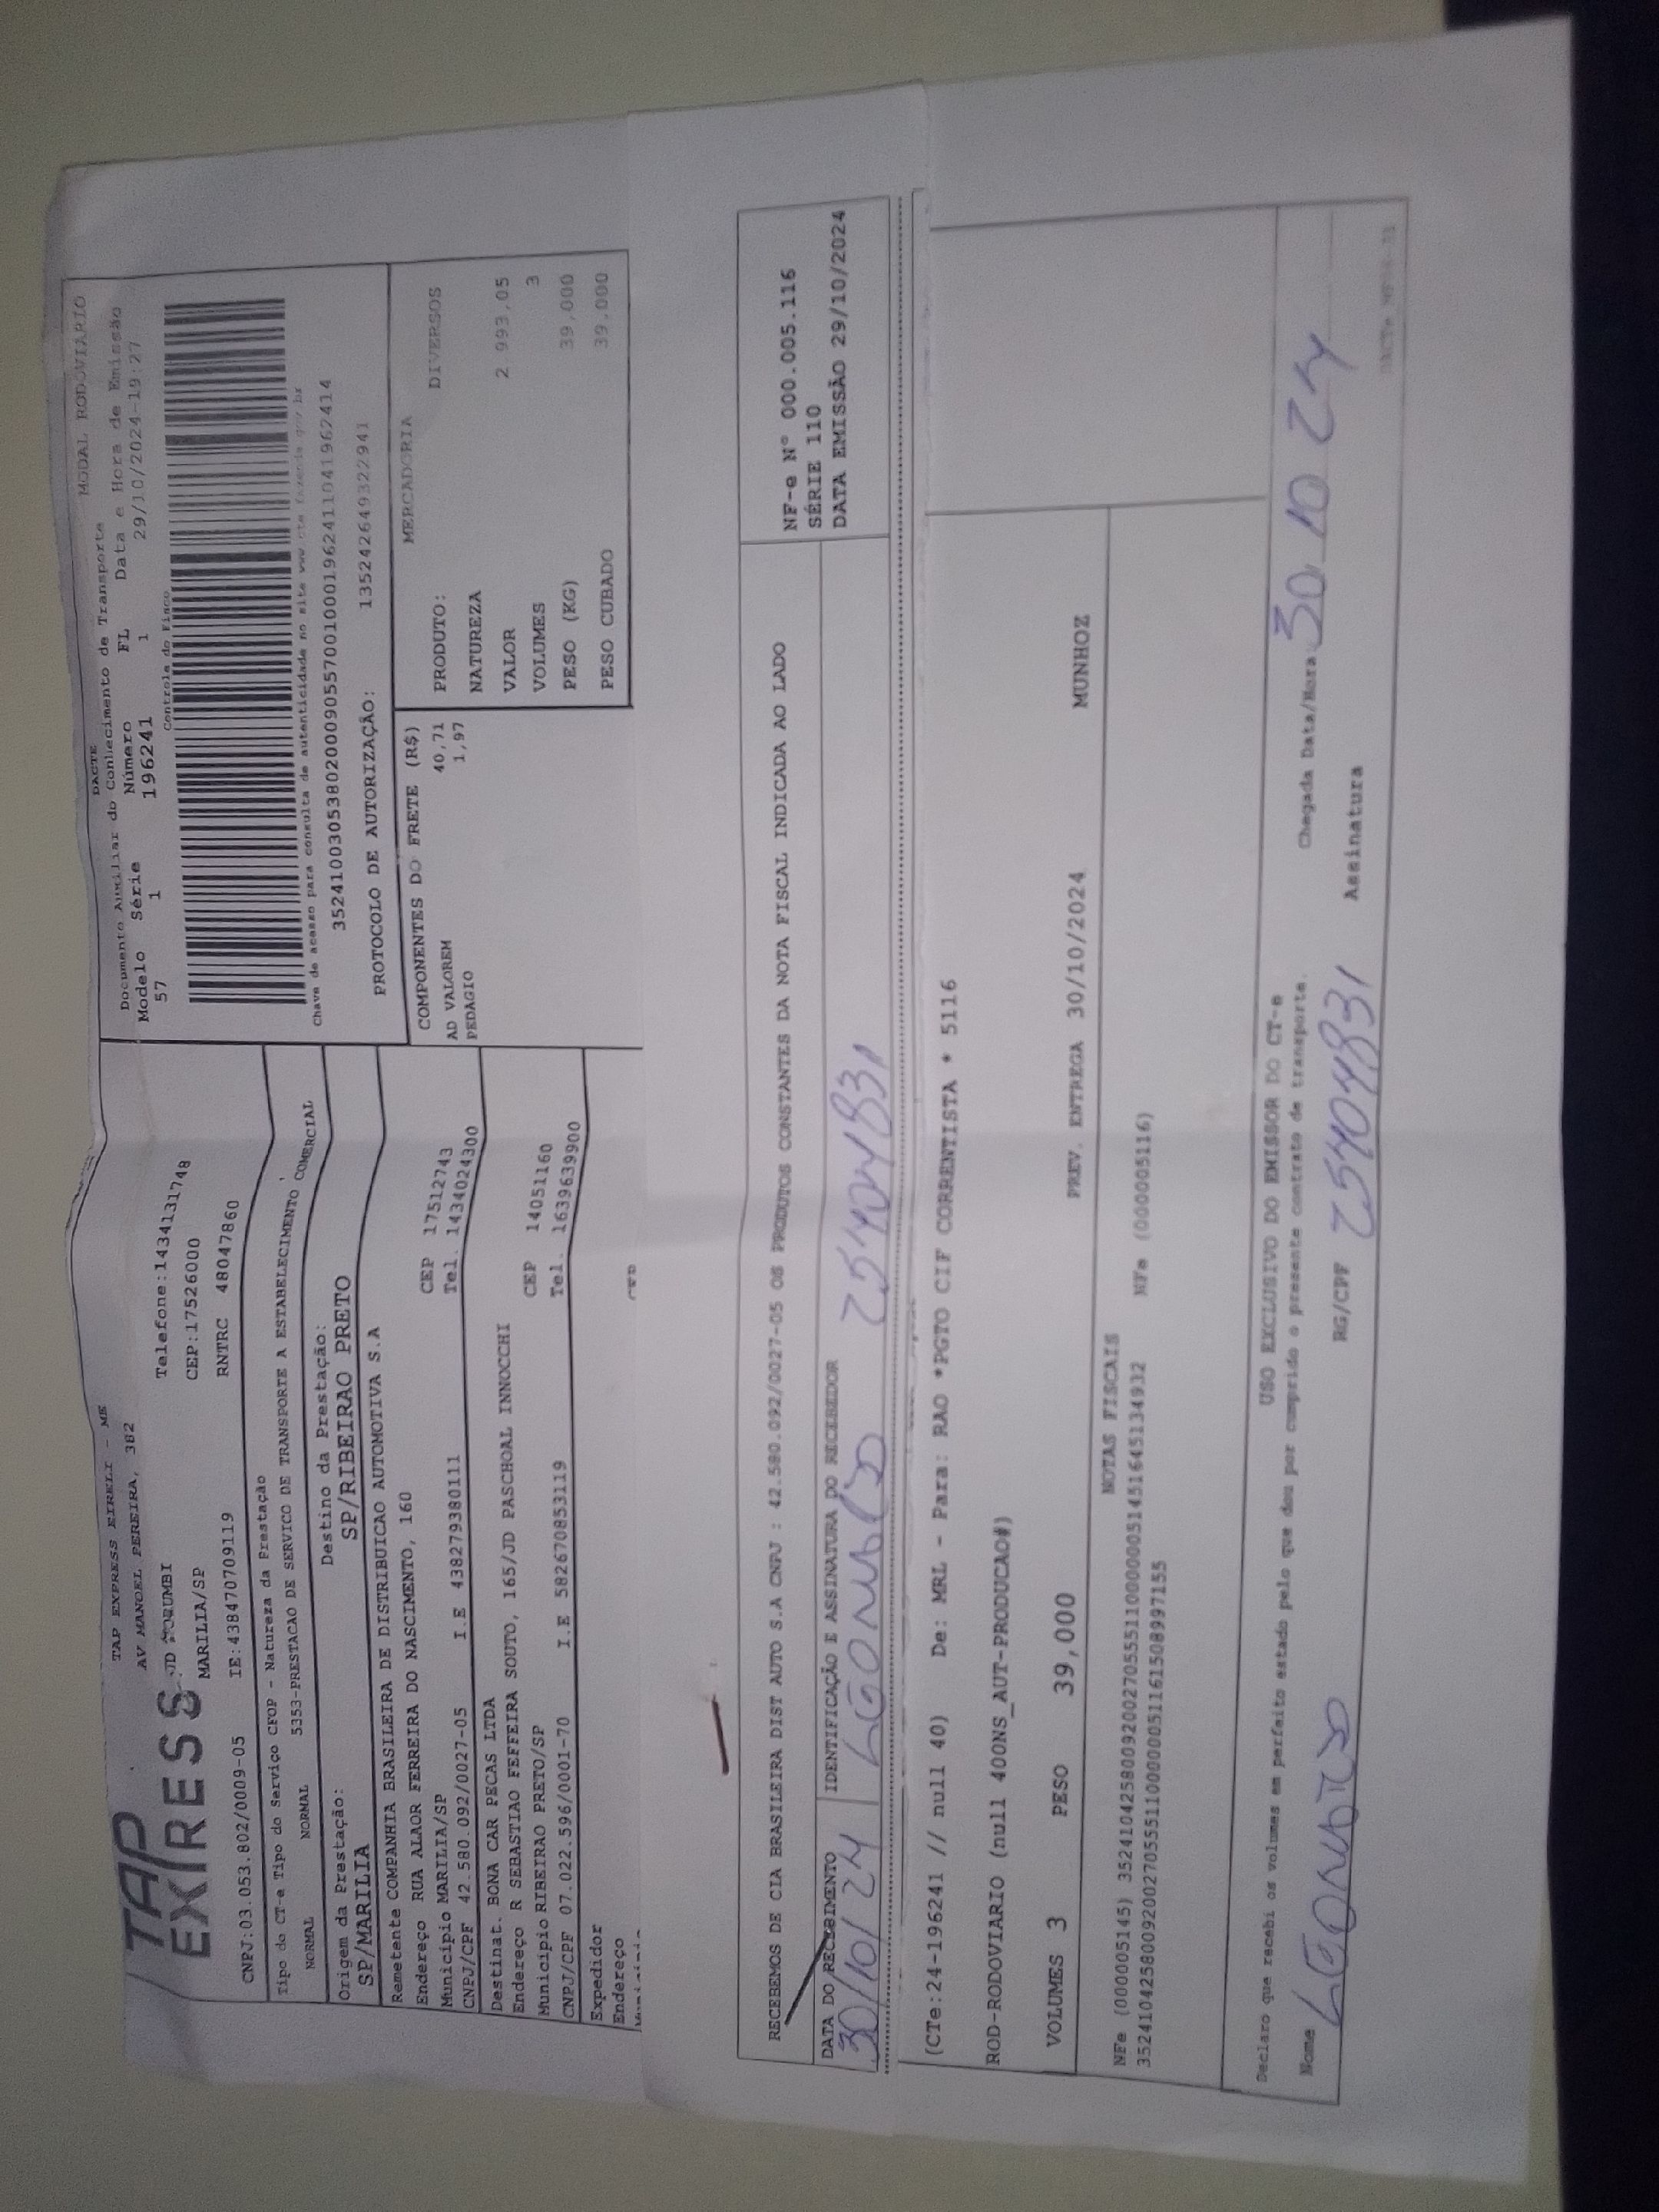 TAP EXPRESS
TAP EXPRESS EIRELI - ME
AV MANOEL PEREIRA, 382
JD MORUMBI Telefone:1434131748
MARILIA/SP CEP:17526000
CNPJ:03.053.802/0009-05 IE:438470709119 RNTRC 48047860
Tipo do CT-e Tipo do Serviço CFOP - Natureza da Prestação
NORMAL NORMAL 5353-PRESTACAO DE SERVICO DE TRANSPORTE A ESTABELECIMENTO COMERCIAL
Origem da Prestação: Destino da Prestação:
SP/MARILIA SP/RIBEIRAO PRETO
Remetente COMPANHIA BRASILEIRA DE DISTRIBUICAO AUTOMOTIVA S.A
Endereço RUA ALAOR FERREIRA DO NASCIMENTO, 160 CEP 17512743
Municipio MARILIA/SP Tel. 1434024300
CNPJ/CPF 42.580.092/0027-05 I.E 438279380111
Destinat. BONA CAR PECAS LTDA
Endereço R SEBASTIAO FEFFEIRA SOUTO, 165/JD PASCHOAL INNOCCHI CEP 14051160
Municipio RIBEIRAO PRETO/SP Tel. 1639639900
CNPJ/CPF 07.022.596/0001-70 I.E 582670853119
Expedidor
Endereço
DACTE MODAL RODOVIARIO
Documento Auxiliar do Conhecimento de Transporte
Modelo Série Número FL Data e Hora de Emissão
57 1 196241 1 29/10/2024-19:27
Controle do Fisco
Chave de acesso para consulta de autenticidade no site www.cte.fazenda.gov.br
35241003053802000905570010001962411041962414
PROTOCOLO DE AUTORIZAÇÃO: 135242649322941
COMPONENTES DO FRETE (R$)
AD VALOREM 40,71
PEDAGIO 1,97
MERCADORIA
PRODUTO: DIVERSOS
NATUREZA
VALOR 2 993,05
VOLUMES 3
PESO (KG) 39,000
PESO CUBADO 39,000
RECEBEMOS DE CIA BRASILEIRA DIST AUTO S.A CNPJ : 42.580.092/0027-05 OS PRODUTOS CONSTANTES DA NOTA FISCAL INDICADA AO LADO
DATA DO RECEBIMENTO IDENTIFICAÇÃO E ASSINATURA DO RECEBEDOR
30/10/24 Leonildo 25404831
NF-e Nº 000.005.116
SÉRIE 110
DATA EMISSÃO 29/10/2024
(CTe:24-196241 // null 40) De: MRL - Para: RAO *PGTO CIF CORRENTISTA * 5116
ROD-RODOVIARIO (null 400NS_AUT-PRODUCAO#)
VOLUMES 3 PESO 39,000 PREV. ENTREGA 30/10/2024 MUNHOZ
NOTAS FISCAIS
NFe (000005145) 35241042580092002705551100000051451645134932 NFe (000005116)
35241042580092002705551100000051161508997155
USO EXCLUSIVO DO EMISSOR DO CT-e
Declaro que recebi os volumes em perfeito estado pelo que dou por cumprido o presente contrato de transporte.
Nome Leonildo RG/CPF 25404831 Chegada Data/Hora: 30 10 24
Assinatura